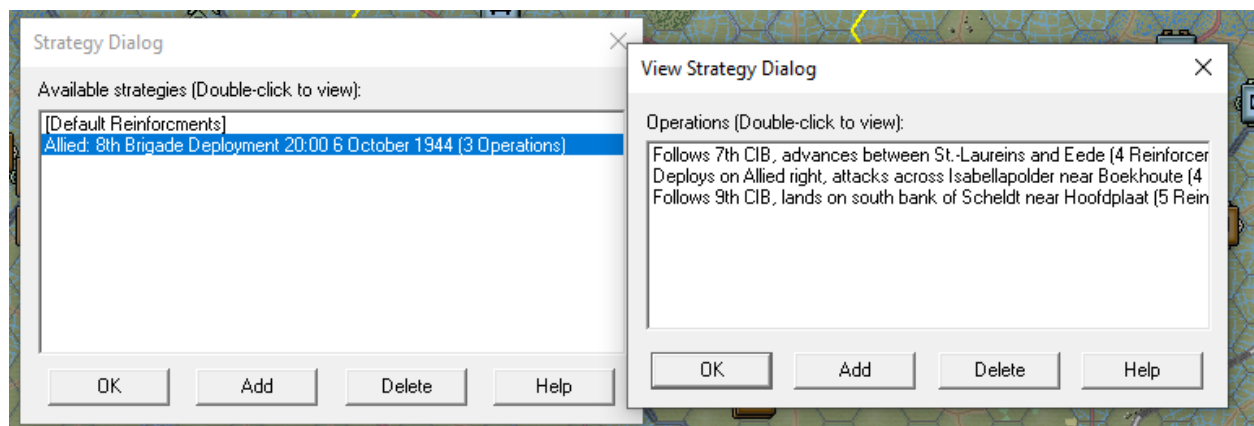 Strategy Dialog
Available strategies (Double-click to view):
[Default Reinforcments]
Allied: 8th Brigade Deployment 20:00 6 October 1944 (3 Operations)
OK Add Delete Help
View Strategy Dialog
Operations (Double-click to view):
Follows 7th CIB, advances between St.-Laureins and Eede (4 Reinforcer
Deploys on Allied right, attacks across Isabellapolder near Boekhoute (4
Follows 9th CIB, lands on south bank of Scheldt near Hoofdplaat (5 Rein
OK Add Delete Help